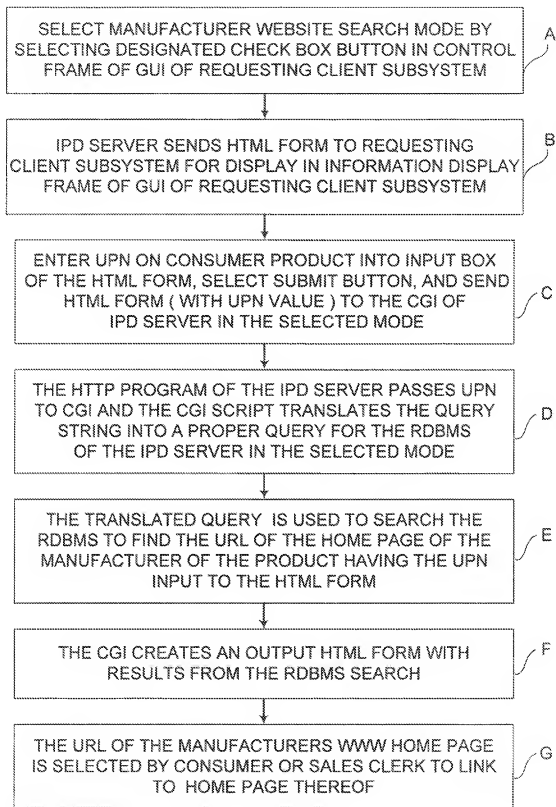 SELECT MANUFACTURER WEBSITE SEARCH MODE BY
SELECTING DESIGNATED CHECK BOX BUTTON IN CONTROL
FRAME OF GUI OF REQUESTING CLIENT SUBSYSTEM
A
IPD SERVER SENDS HTML FORM TO REQUESTING
CLIENT SUBSYSTEM FOR DISPLAY IN INFORMATION DISPLAY
FRAME OF GUI OF REQUESTING CLIENT SUBSYSTEM
B
ENTER UPN ON CONSUMER PRODUCT INTO INPUT BOX
OF THE HTML FORM, SELECT SUBMIT BUTTON, AND SEND
HTML FORM ( WITH UPN VALUE ) TO THE CGI OF
IPD SERVER IN THE SELECTED MODE
C
THE HTTP PROGRAM OF THE IPD SERVER PASSES UPN
TO CGI AND THE CGI SCRIPT TRANSLATES THE QUERY
STRING INTO A PROPER QUERY FOR THE RDBMS
OF THE IPD SERVER IN THE SELECTED MODE
D
THE TRANSLATED QUERY IS USED TO SEARCH THE
RDBMS TO FIND THE URL OF THE HOME PAGE OF THE
MANUFACTURER OF THE PRODUCT HAVING THE UPN
INPUT TO THE HTML FORM
E
THE CGI CREATES AN OUTPUT HTML FORM WITH
RESULTS FROM THE RDBMS SEARCH
F
THE URL OF THE MANUFACTURERS WWW HOME PAGE
IS SELECTED BY CONSUMER OR SALES CLERK TO LINK
TO HOME PAGE THEREOF
G